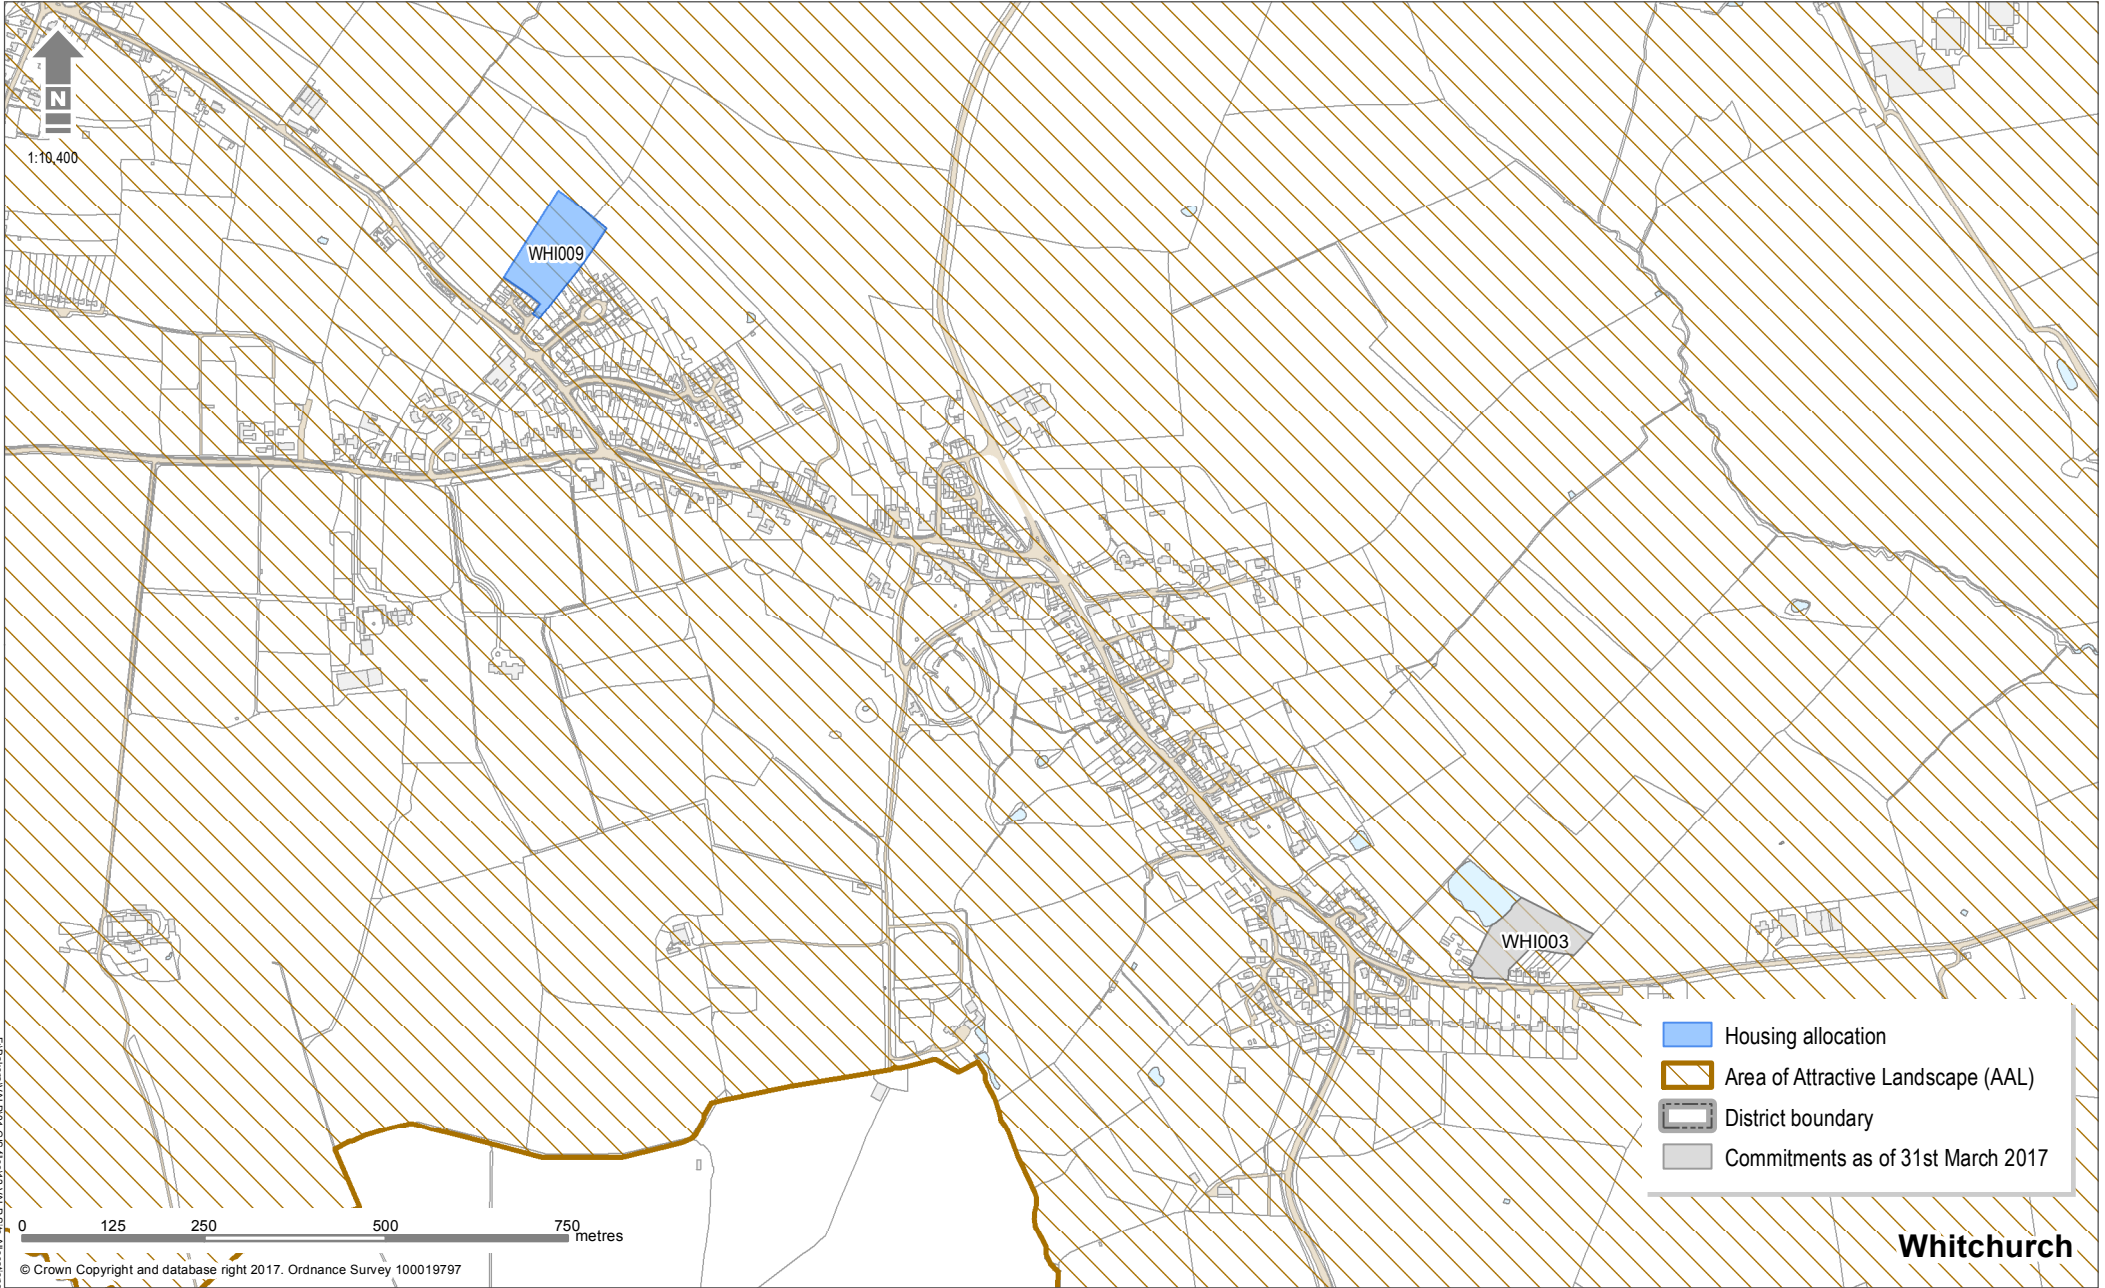 N
1:10,400
WHI009
WHI003
Housing allocation
Area of Attractive Landscape (AAL)
District boundary
Commitments as of 31st March 2017
0 125 250 500 750
metres
Whitchurch
© Crown Copyright and database right 2017. Ordnance Survey 100019797